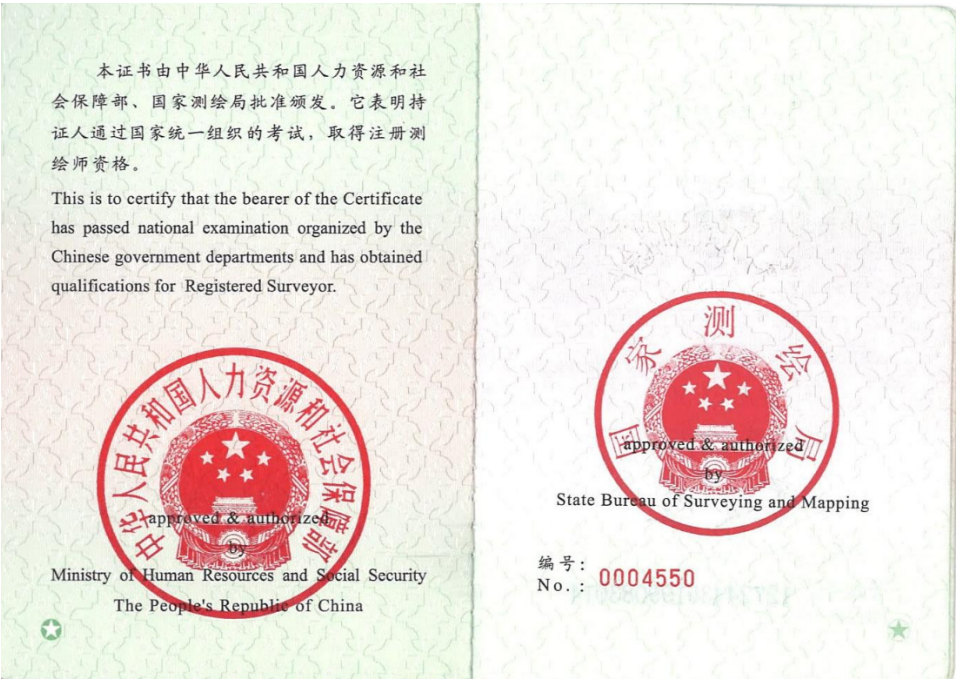 本证书由中华人民共和国人力资源和社
会保障部、国家测绘局批准颁发。它表明持
证人通过国家统一组织的考试，取得注册测
绘师资格。
This is to certify that the bearer of the Certificate
has passed national examination organized by the
Chinese government departments and has obtained
qualifications for Registered Surveyor.
中华人民共和国人力资源和社会保障部
approved & authorized
by
Ministry of Human Resources and Social Security
The People's Republic of China
国家测绘局
approved & authorized
by
State Bureau of Surveying and Mapping
编号:
No.: 0004550